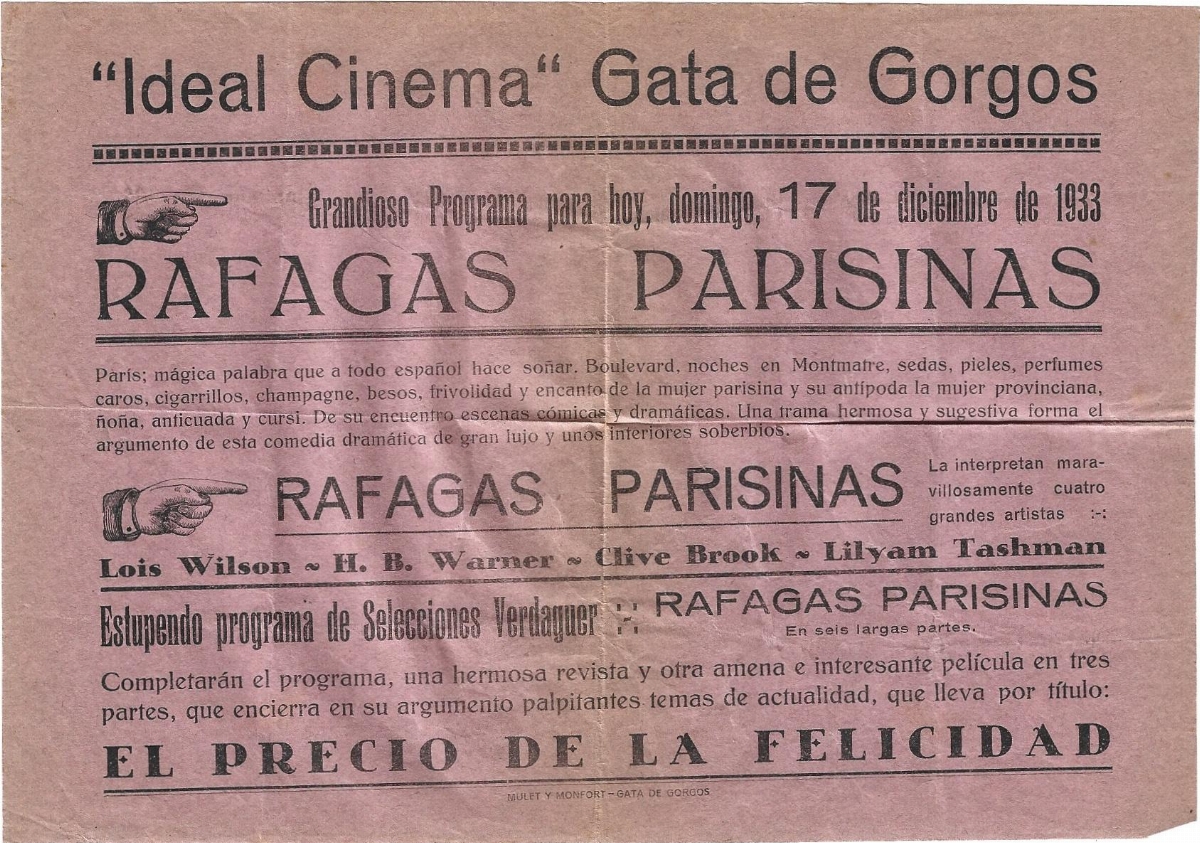 “Ideal Cinema“ Gata de Gorgos
Grandioso Programa para hoy, domingo, 17 de diciembre de 1933
RAFAGAS PARISINAS
París; mágica palabra que a todo español hace soñar. Boulevard, noches en Montmatre, sedas, pieles, perfumes
caros, cigarrillos, champagne, besos, frivolidad y encanto de la mujer parisina y su antípoda la mujer provinciana,
ñoña, anticuada y cursi. De su encuentro escenas cómicas y dramáticas. Una trama hermosa y sugestiva forma el
argumento de esta comedia dramática de gran lujo y unos interiores soberbios.
RAFAGAS PARISINAS
La interpretan mara-
villosamente cuatro
grandes artistas :-:
Lois Wilson ~ H. B. Warner ~ Clive Brook ~ Lilyam Tashman
Estupendo programa de Selecciones Verdaguer :-: RAFAGAS PARISINAS
En seis largas partes.
Completarán el programa, una hermosa revista y otra amena e interesante película en tres
partes, que encierra en su argumento palpitantes temas de actualidad, que lleva por título:
EL PRECIO DE LA FELICIDAD
MULET Y MONFORT-GATA DE GORGOS